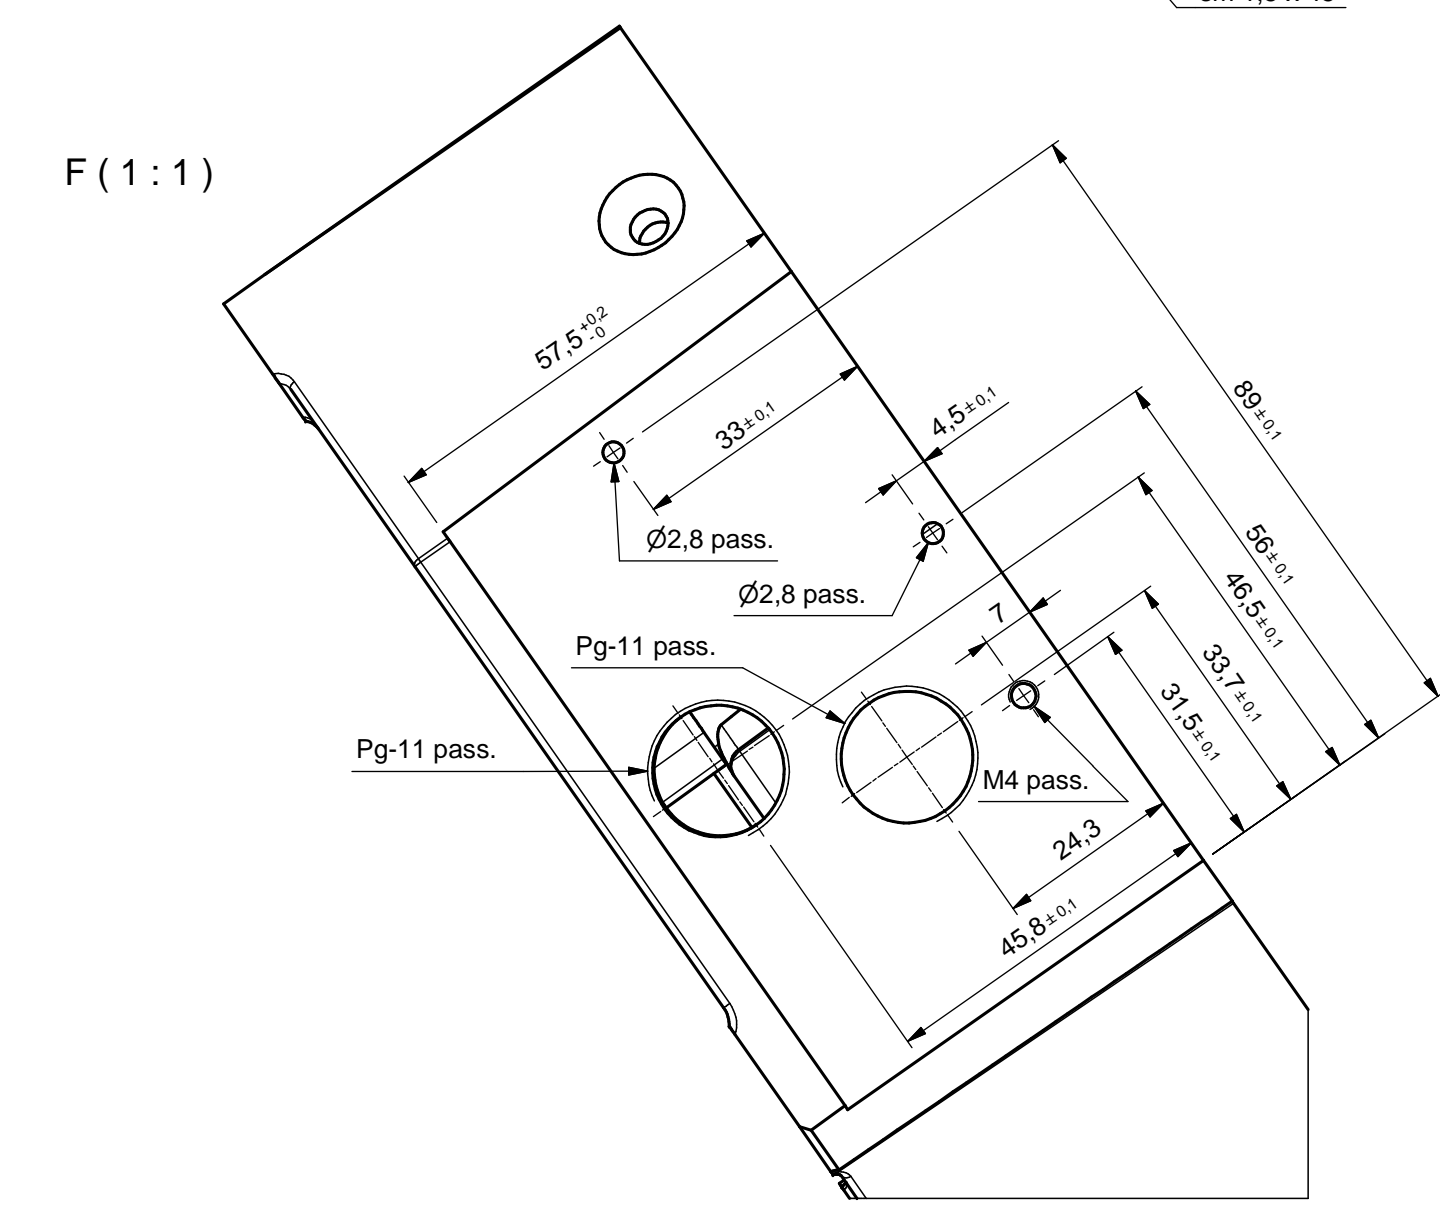 F ( 1 : 1 )
57,5 +0,2 -0
33±0,1
4,5±0,1
89±0,1
Ø2,8 pass.
56±0,1
Ø2,8 pass.
46,5±0,1
7
Pg-11 pass.
33,7±0,1
31,5±0,1
Pg-11 pass.
M4 pass.
24,3
45,8±0,1